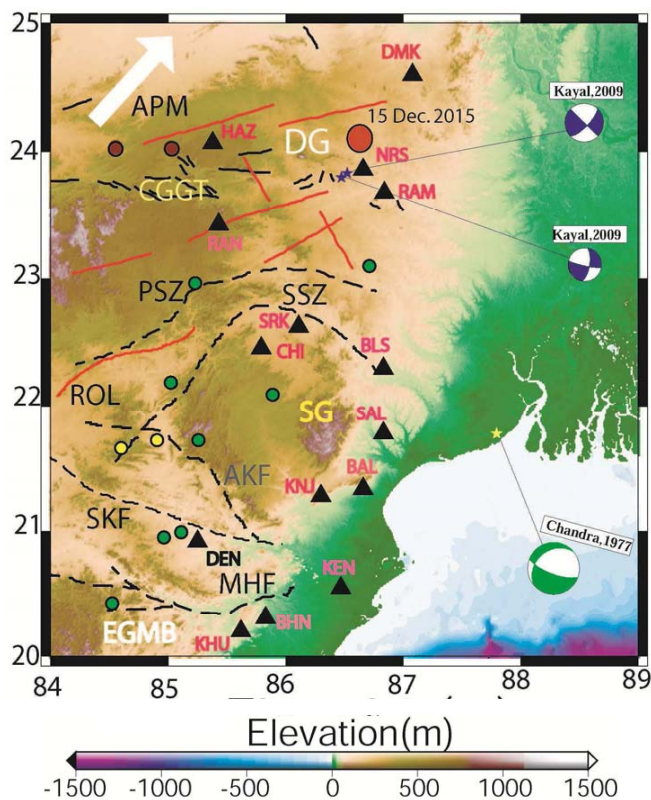 25
DMK
Kayal,2009
APM
15 Dec. 2015
HAZ
DG
24
NRS
CGGT
RAM
RAN
Kayal,2009
23
PSZ
SSZ
SRK
CHI
BLS
22
ROL
SG
SAL
AKF
BAL
KNJ
21
SKF
Chandra,1977
DEN
MHF
KEN
EGMB
BHN
KHU
20
84 85 86 87 88 89
Elevation(m)
-1500 -1000 -500 0 500 1000 1500